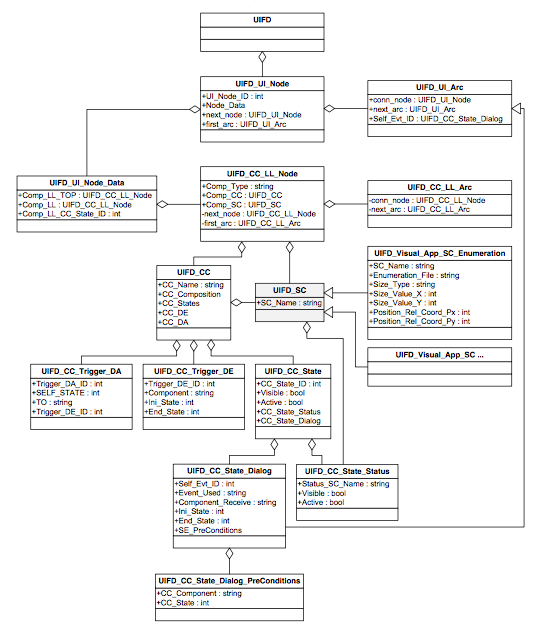 UIFD
UIFD_UI_Node
+UI_Node_ID : int
+Node_Data
+next_node : UIFD_UI_Node
+first_arc : UIFD_UI_Arc
UIFD_UI_Arc
+conn_node : UIFD_UI_Node
+next_arc : UIFD_UI_Arc
+Self_Evt_ID : UIFD_CC_State_Dialog
UIFD_UI_Node_Data
+Comp_LL_TOP : UIFD_CC_LL_Node
+Comp_LL : UIFD_CC_LL_Node
+Comp_LL_CC_State_ID : int
UIFD_CC_LL_Node
+Comp_Type : string
+Comp_CC : UIFD_CC
+Comp_SC : UIFD_SC
-next_node : UIFD_CC_LL_Node
-first_arc : UIFD_CC_LL_Arc
UIFD_CC_LL_Arc
-conn_node : UIFD_CC_LL_Node
-next_arc : UIFD_CC_LL_Arc
UIFD_CC
+CC_Name : string
+CC_Composition
+CC_States
+CC_DE
+CC_DA
UIFD_SC
+SC_Name : string
UIFD_Visual_App_SC_Enumeration
+SC_Name : string
+Enumeration_File : string
+Size_Type : string
+Size_Value_X : int
+Size_Value_Y : int
+Position_Rel_Coord_Px : int
+Position_Rel_Coord_Py : int
UIFD_Visual_App_SC ...
UIFD_CC_Trigger_DA
+Trigger_DA_ID : int
+SELF_STATE : int
+TO : string
+Trigger_DE_ID : int
UIFD_CC_Trigger_DE
+Trigger_DE_ID : int
+Component : string
+Ini_State : int
+End_State : int
UIFD_CC_State
+CC_State_ID : int
+Visible : bool
+Active : bool
+CC_State_Status
+CC_State_Dialog
UIFD_CC_State_Dialog
+Self_Evt_ID : int
+Event_Used : string
+Component_Receive : string
+Ini_State : int
+End_State : int
+SE_PreConditions
UIFD_CC_State_Status
+Status_SC_Name : string
+Visible : bool
+Active : bool
UIFD_CC_State_Dialog_PreConditions
+CC_Component : string
+CC_State : int